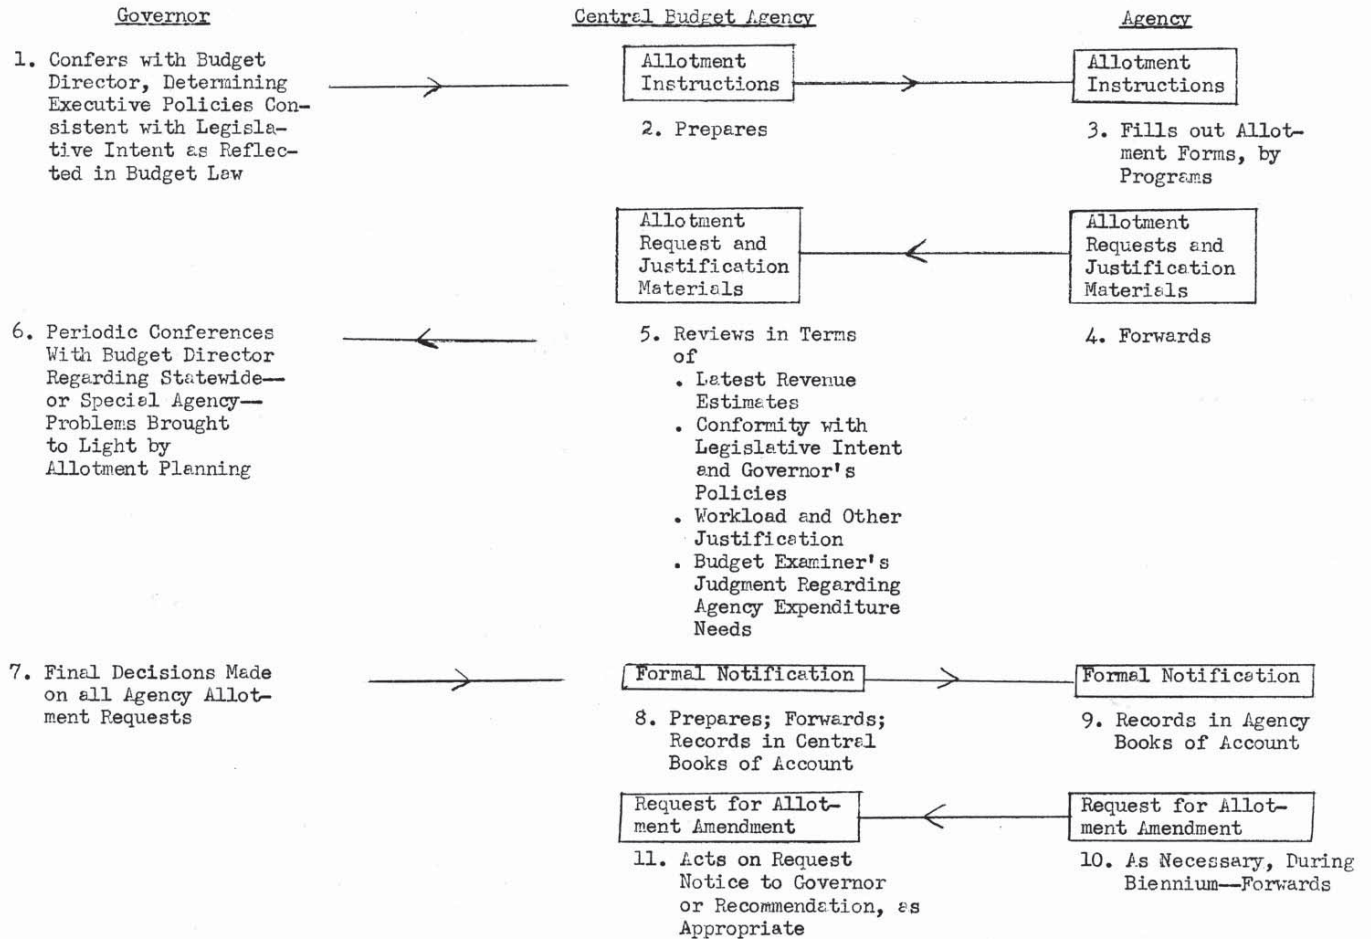 Governor
Central Budget Agency
Agency
1. Confers with Budget
Director, Determining
Executive Policies Con-
sistent with Legisla-
tive Intent as Reflec-
ted in Budget Law
Allotment
Instructions
2. Prepares
Allotment
Instructions
3. Fills out Allot-
ment Forms, by
Programs
Allotment
Request and
Justification
Materials
Allotment
Requests and
Justification
Materials
6. Periodic Conferences
With Budget Director
Regarding Statewide—
or Special Agency—
Problems Brought
to Light by
Allotment Planning
5. Reviews in Terms
of
. Latest Revenue
Estimates
. Conformity with
Legislative Intent
and Governor's
Policies
. Workload and Other
Justification
. Budget Examiner's
Judgment Regarding
Agency Expenditure
Needs
4. Forwards
7. Final Decisions Made
on all Agency Allot-
ment Requests
Formal Notification
8. Prepares; Forwards;
Records in Central
Books of Account
Formal Notification
9. Records in Agency
Books of Account
Request for Allot-
ment Amendment
11. Acts on Request
Notice to Governor
or Recommendation, as
Appropriate
Request for Allot-
ment Amendment
10. As Necessary, During
Biennium—Forwards